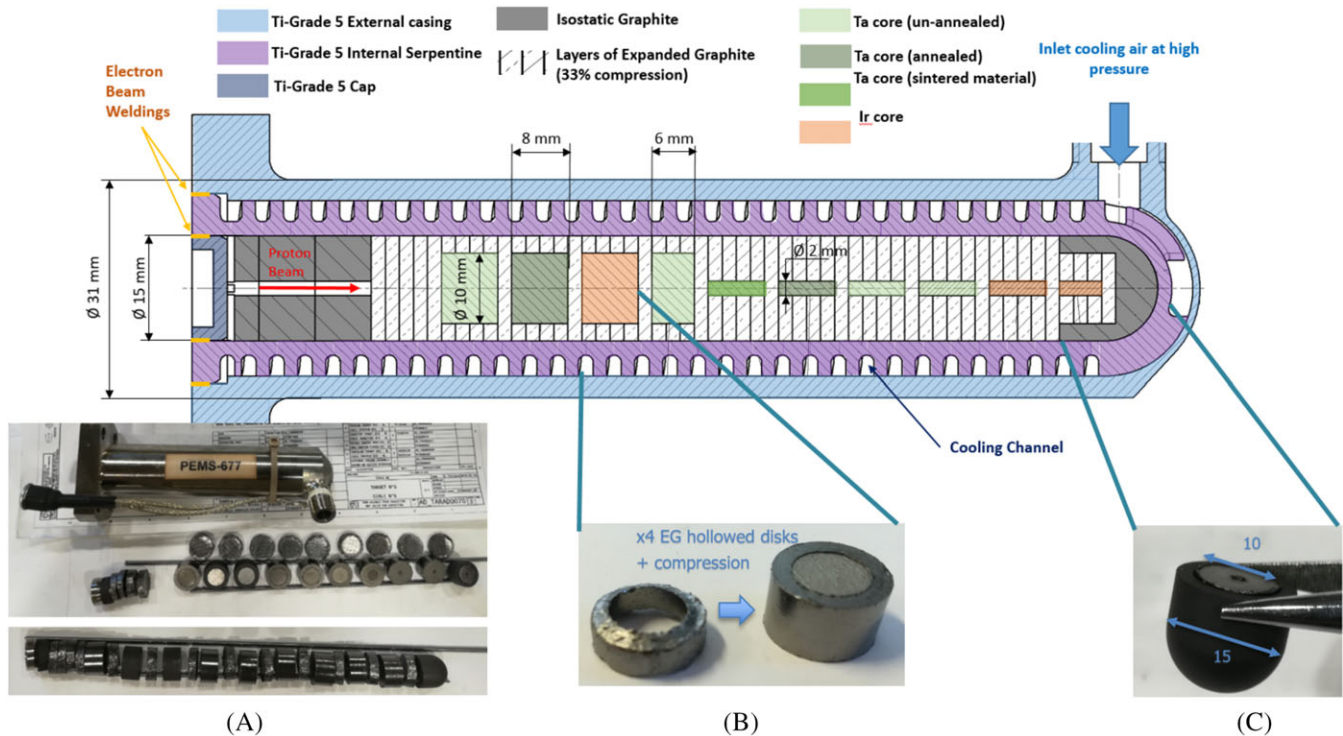 Ti-Grade 5 External casing
Ti-Grade 5 Internal Serpentine
Ti-Grade 5 Cap
Isostatic Graphite
Layers of Expanded Graphite
(33% compression)
Ta core (un-annealed)
Ta core (annealed)
Ta core (sintered material)
Ir core
Inlet cooling air at high
pressure
Electron
Beam
Weldings
8 mm
6 mm
Ø 31 mm
Ø 15 mm
Proton
Beam
Ø 10 mm
Ø 2 mm
Cooling Channel
PEMS-677
x4 EG hollowed disks
+ compression
10
15
(A)
(B)
(C)